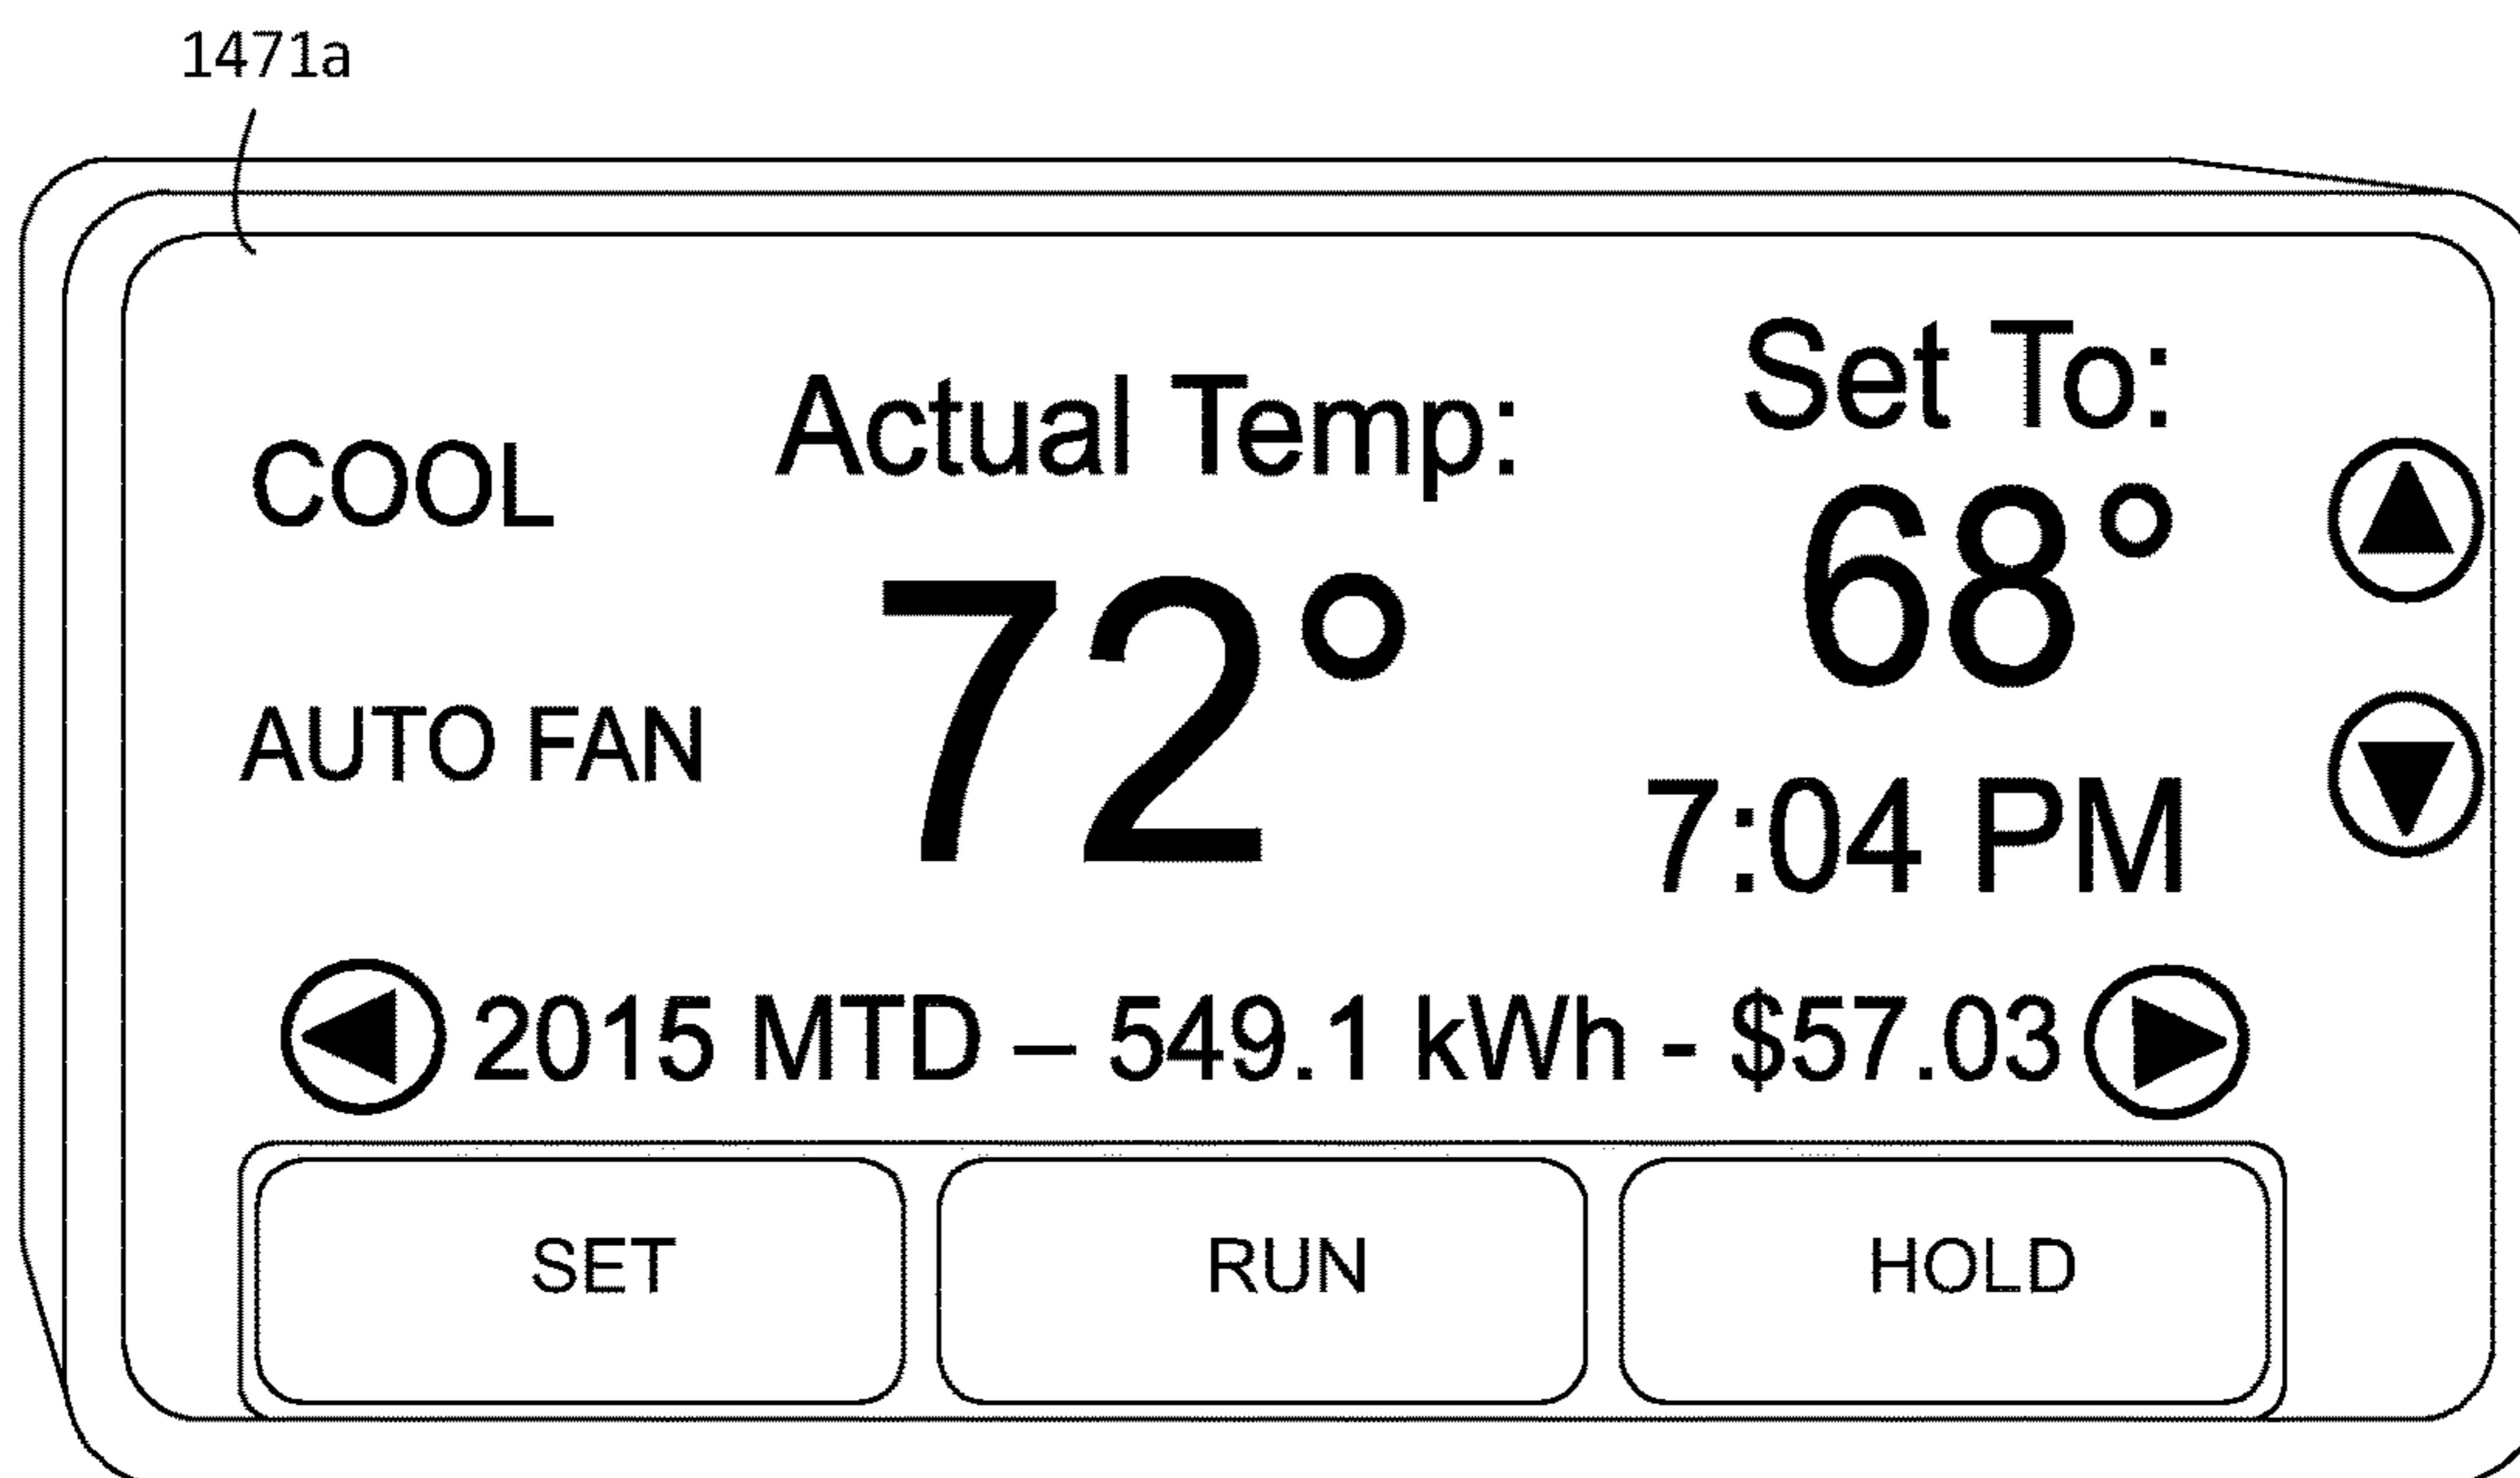 1471a
Set To:
Actual Temp:
COOL
68°
72°
AUTO FAN
7:04 PM
2015 MTD – 549.1 kWh - $57.03
SET
RUN
HOLD